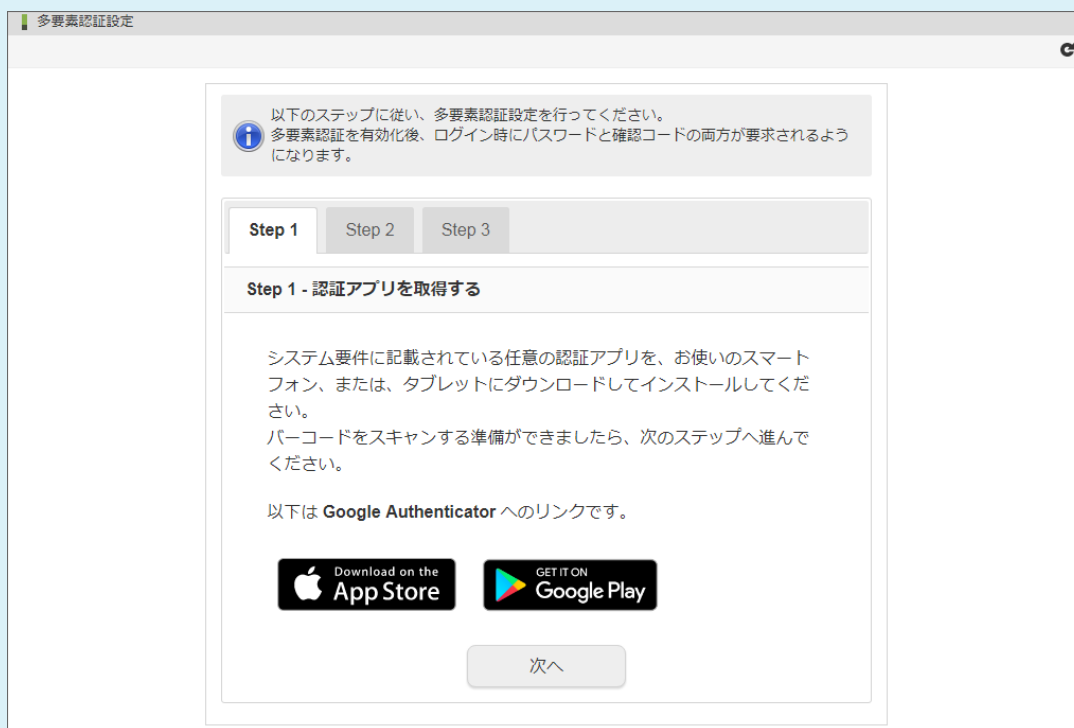 多要素認証設定
以下のステップに従い、多要素認証設定を行ってください。
多要素認証を有効化後、ログイン時にパスワードと確認コードの両方が要求されるよう
になります。
Step 1 Step 2 Step 3
Step 1 - 認証アプリを取得する
システム要件に記載されている任意の認証アプリを、お使いのスマート
フォン、または、タブレットにダウンロードしてインストールしてくだ
さい。
バーコードをスキャンする準備ができましたら、次のステップへ進んで
ください。
以下は Google Authenticator へのリンクです。
Download on the
App Store
GET IT ON
Google Play
次へ